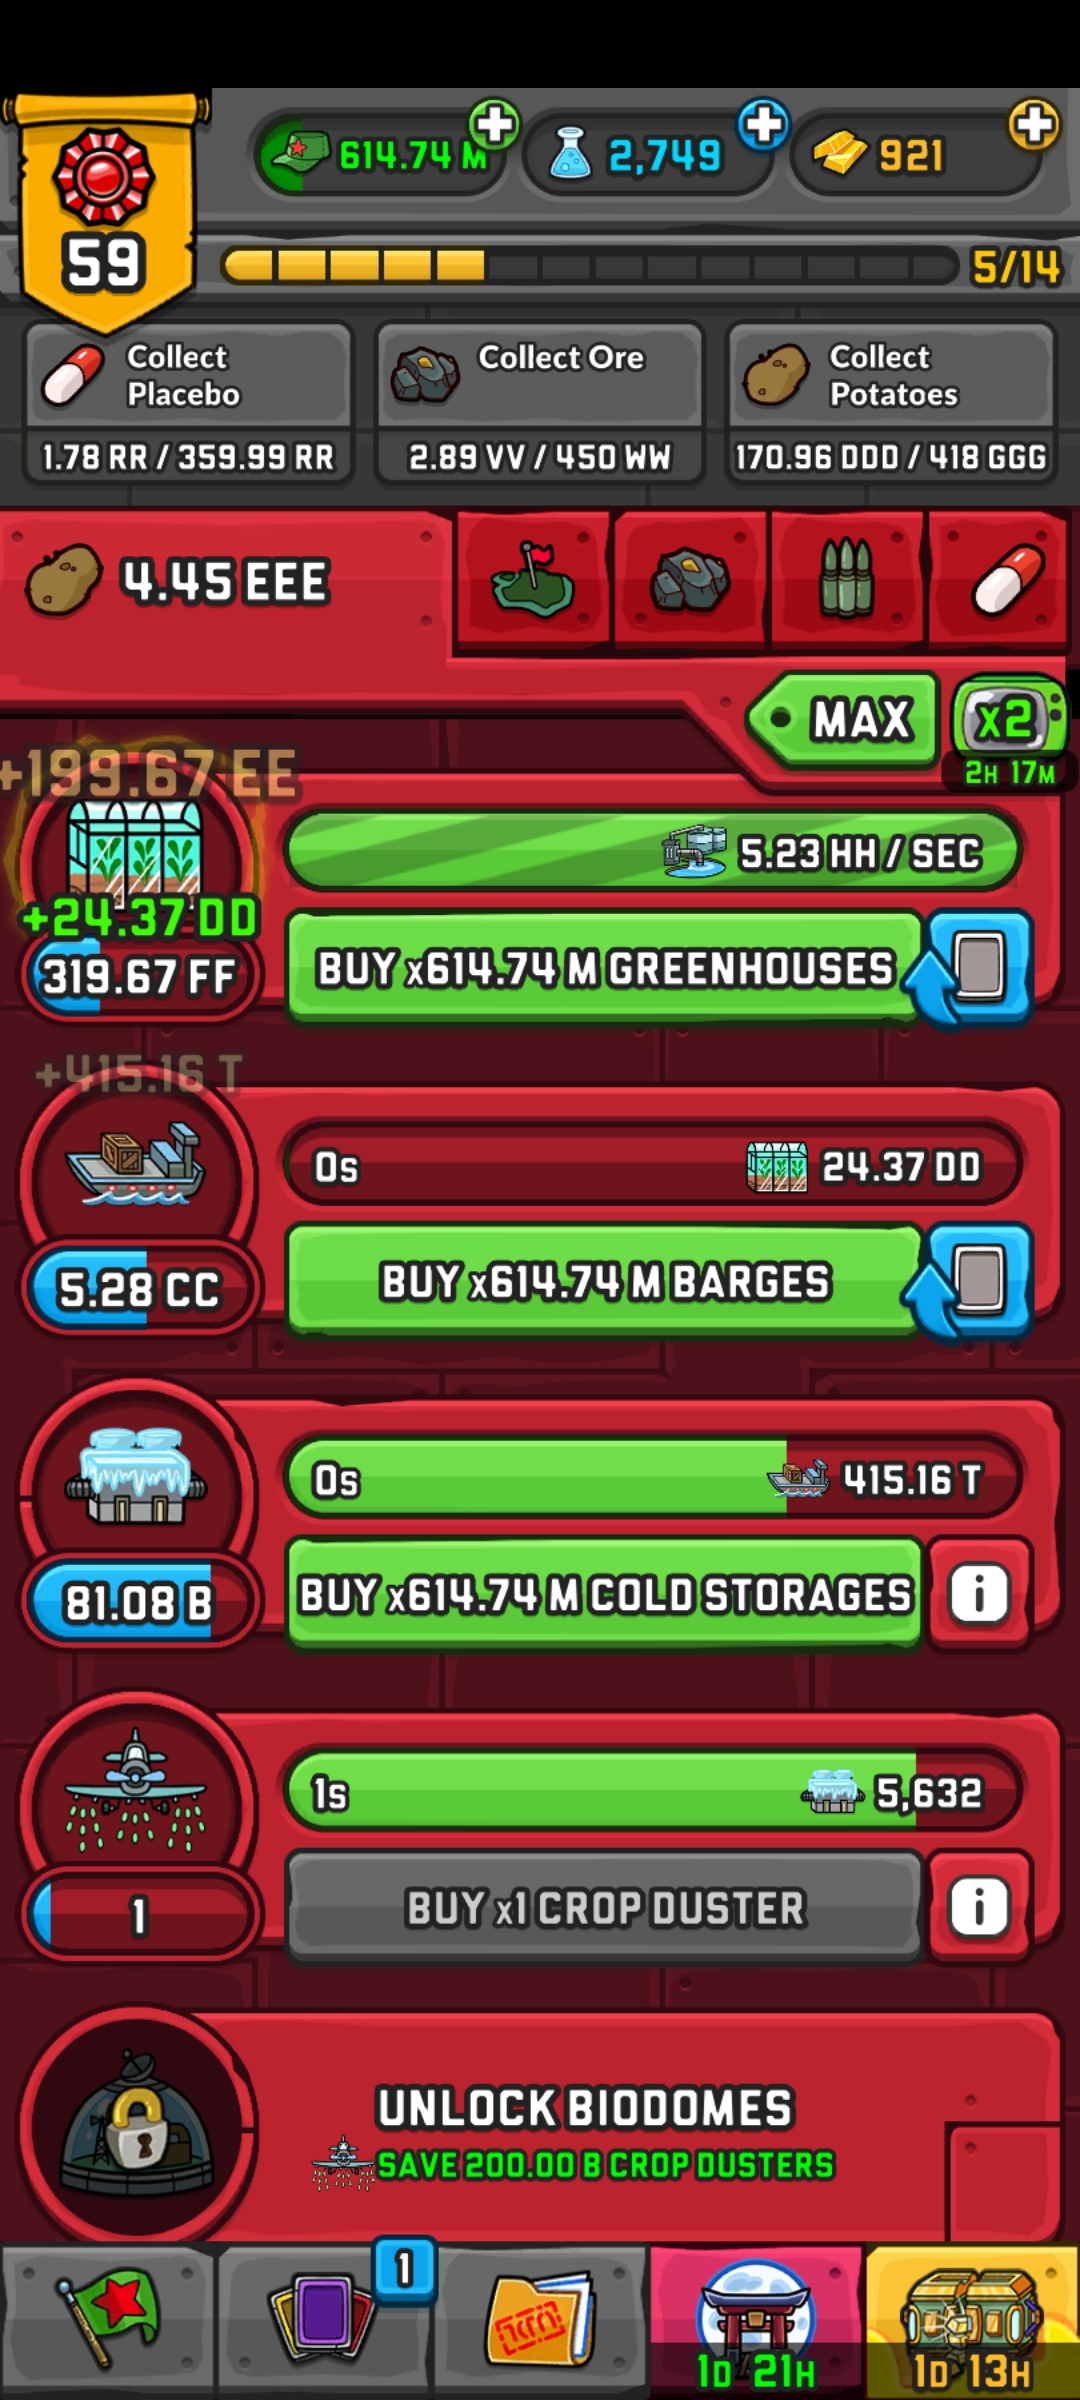 614.74 M
2,749
921
59
5/14
Collect
Placebo
1.78 RR / 359.99 RR
Collect Ore
2.89 VV / 450 WW
Collect
Potatoes
170.96 DDD / 418 GGG
4.45 EEE
MAX
x2
2H 17M
+199.67 EE
5.23 HH / SEC
+24.37 DD
319.67 FF
BUY x614.74 M GREENHOUSES
+415.16 T
0s
24.37 DD
5.28 CC
BUY x614.74 M BARGES
0s
415.16 T
81.08 B
BUY x614.74 M COLD STORAGES
i
1s
5,632
1
BUY x1 CROP DUSTER
i
UNLOCK BIODOMES
SAVE 200.00 B CROP DUSTERS
1
1D 21H
1D 13H